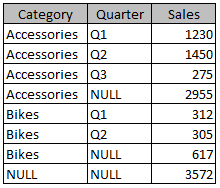 Category Quarter Sales
Accessories Q1 1230
Accessories Q2 1450
Accessories Q3 275
Accessories NULL 2955
Bikes Q1 312
Bikes Q2 305
Bikes NULL 617
NULL NULL 3572